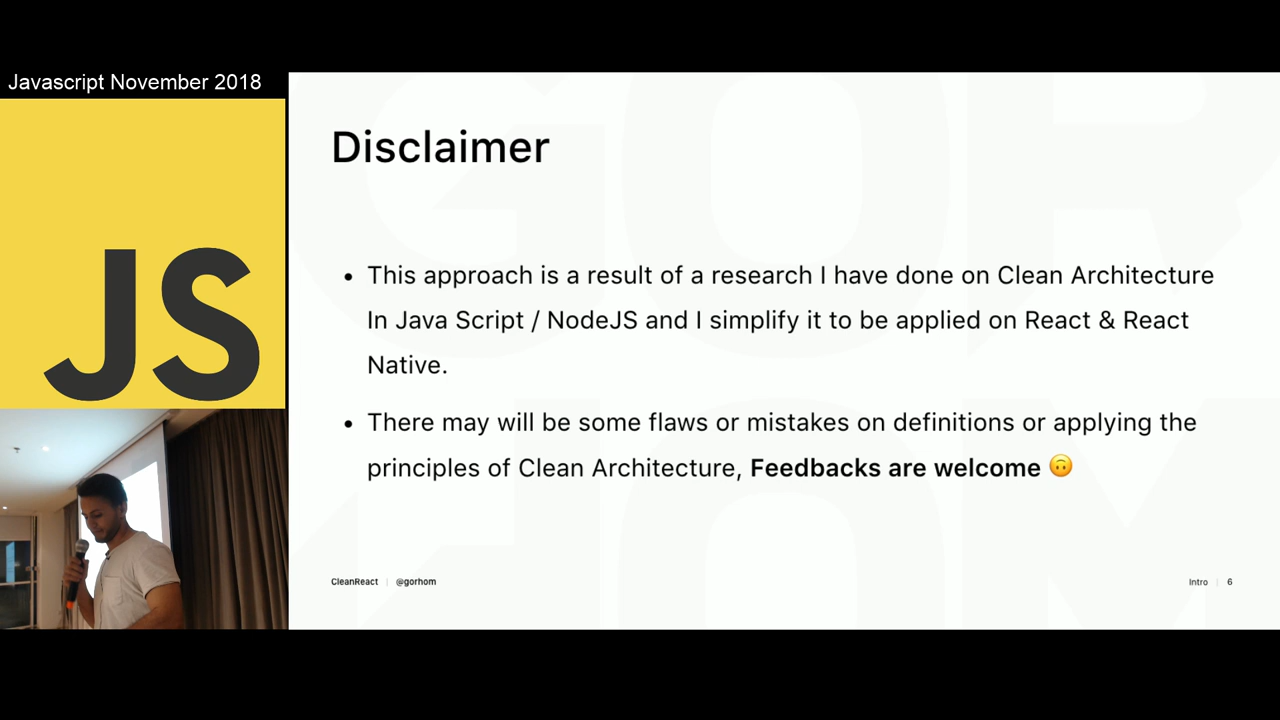 Javascript November 2018
JS
Disclaimer
• This approach is a result of a research I have done on Clean Architecture
In Java Script / NodeJS and I simplify it to be applied on React & React
Native.
• There may will be some flaws or mistakes on definitions or applying the
principles of Clean Architecture, Feedbacks are welcome 🙃
CleanReact | @gorhom
Intro | 6